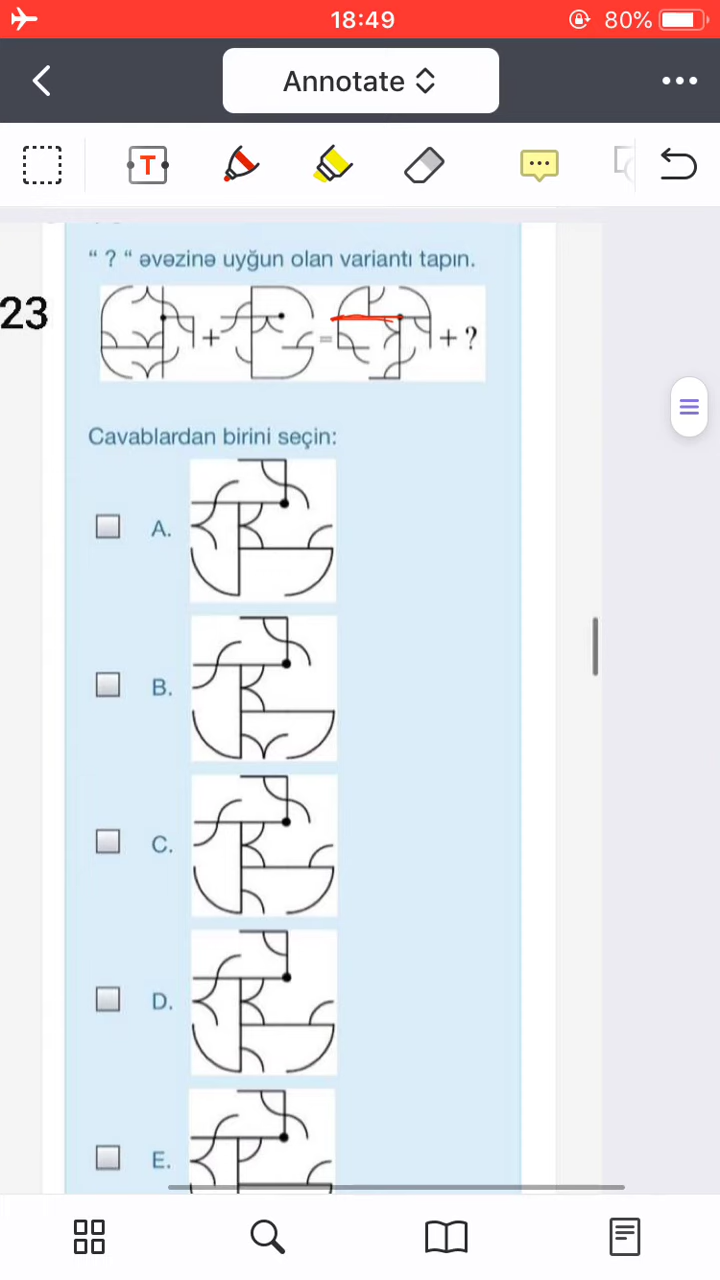 18:49
80%
Annotate
T
23
“ ? “ əvəzinə uyğun olan variantı tapın.
+ = + ?
Cavablardan birini seçin:
A.
B.
C.
D.
E.